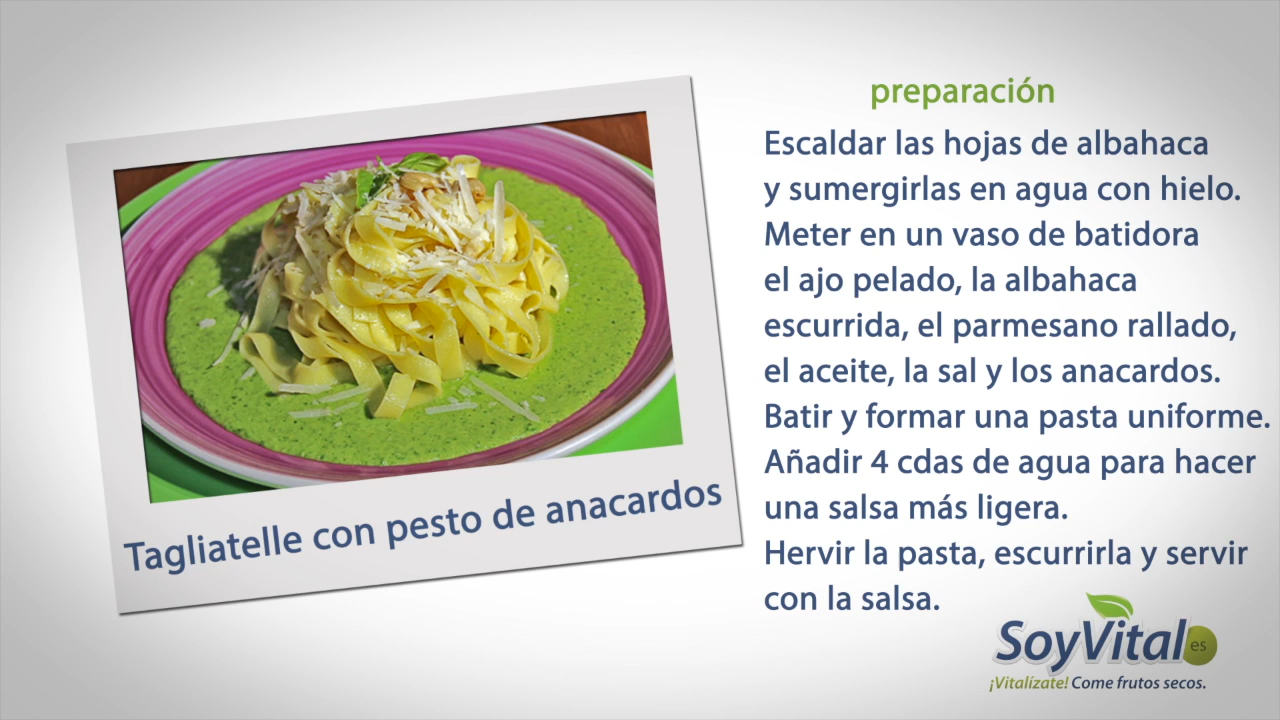 preparación
Escaldar las hojas de albahaca
y sumergirlas en agua con hielo.
Meter en un vaso de batidora
el ajo pelado, la albahaca
escurrida, el parmesano rallado,
el aceite, la sal y los anacardos.
Batir y formar una pasta uniforme.
Añadir 4 cdas de agua para hacer
una salsa más ligera.
Hervir la pasta, escurrirla y servir
con la salsa.
Tagliatelle con pesto de anacardos
SoyVital es
¡Vitalízate! Come frutos secos.